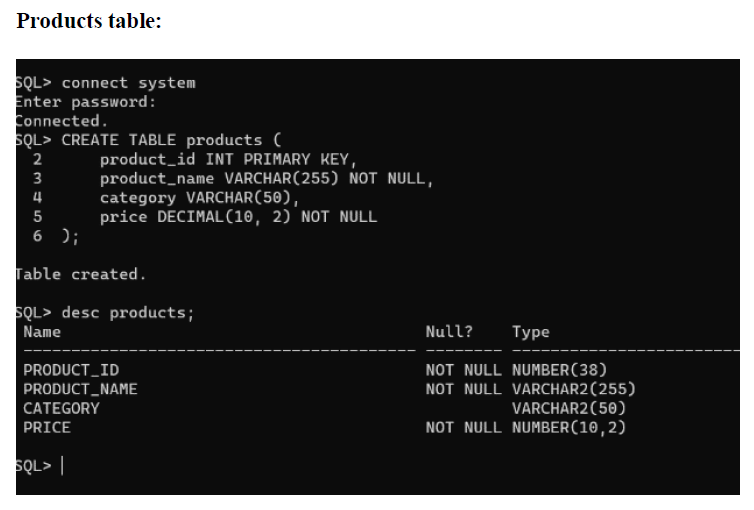 Products table:
SQL> connect system
Enter password:
Connected.
SQL> CREATE TABLE products (
2 product_id INT PRIMARY KEY,
3 product_name VARCHAR(255) NOT NULL,
4 category VARCHAR(50),
5 price DECIMAL(10, 2) NOT NULL
6 );
Table created.
SQL> desc products;
Name Null? Type
----------------------------------------- -------- ------------------------
PRODUCT_ID NOT NULL NUMBER(38)
PRODUCT_NAME NOT NULL VARCHAR2(255)
CATEGORY VARCHAR2(50)
PRICE NOT NULL NUMBER(10,2)
SQL>